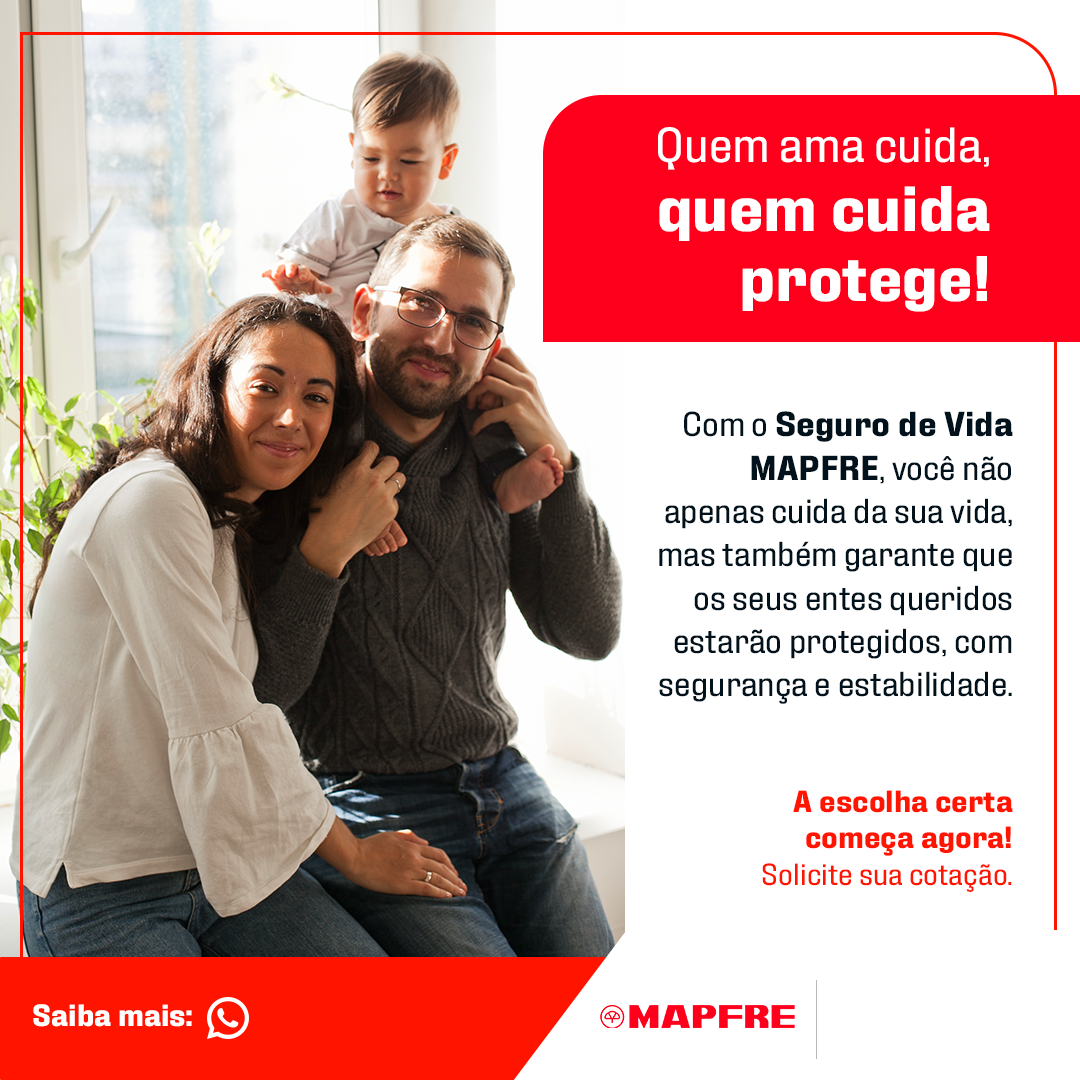 Quem ama cuida,
quem cuida
protege!
Com o Seguro de Vida
MAPFRE, você não
apenas cuida da sua vida,
mas também garante que
os seus entes queridos
estarão protegidos, com
segurança e estabilidade.
A escolha certa
começa agora!
Solicite sua cotação.
Saiba mais:
MAPFRE